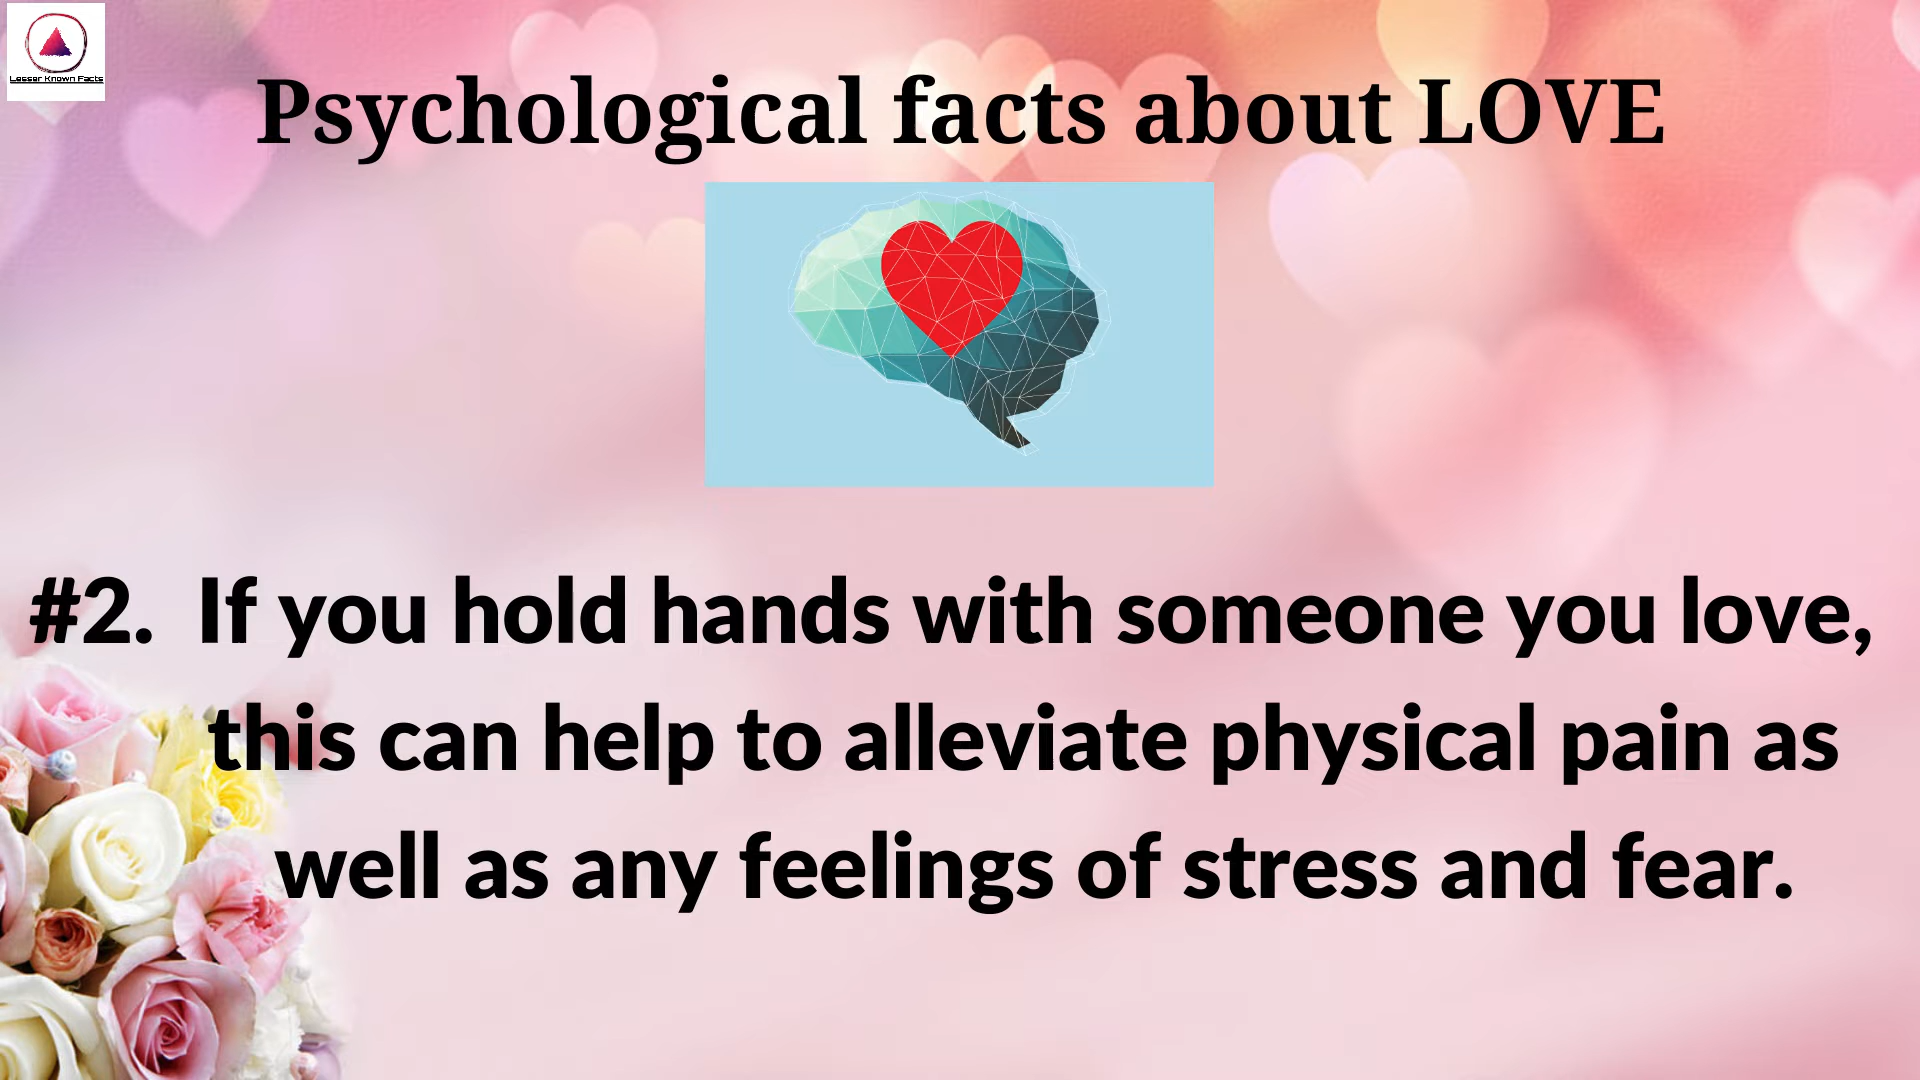 Lesser Known Facts
Psychological facts about LOVE
#2. If you hold hands with someone you love,
this can help to alleviate physical pain as
well as any feelings of stress and fear.